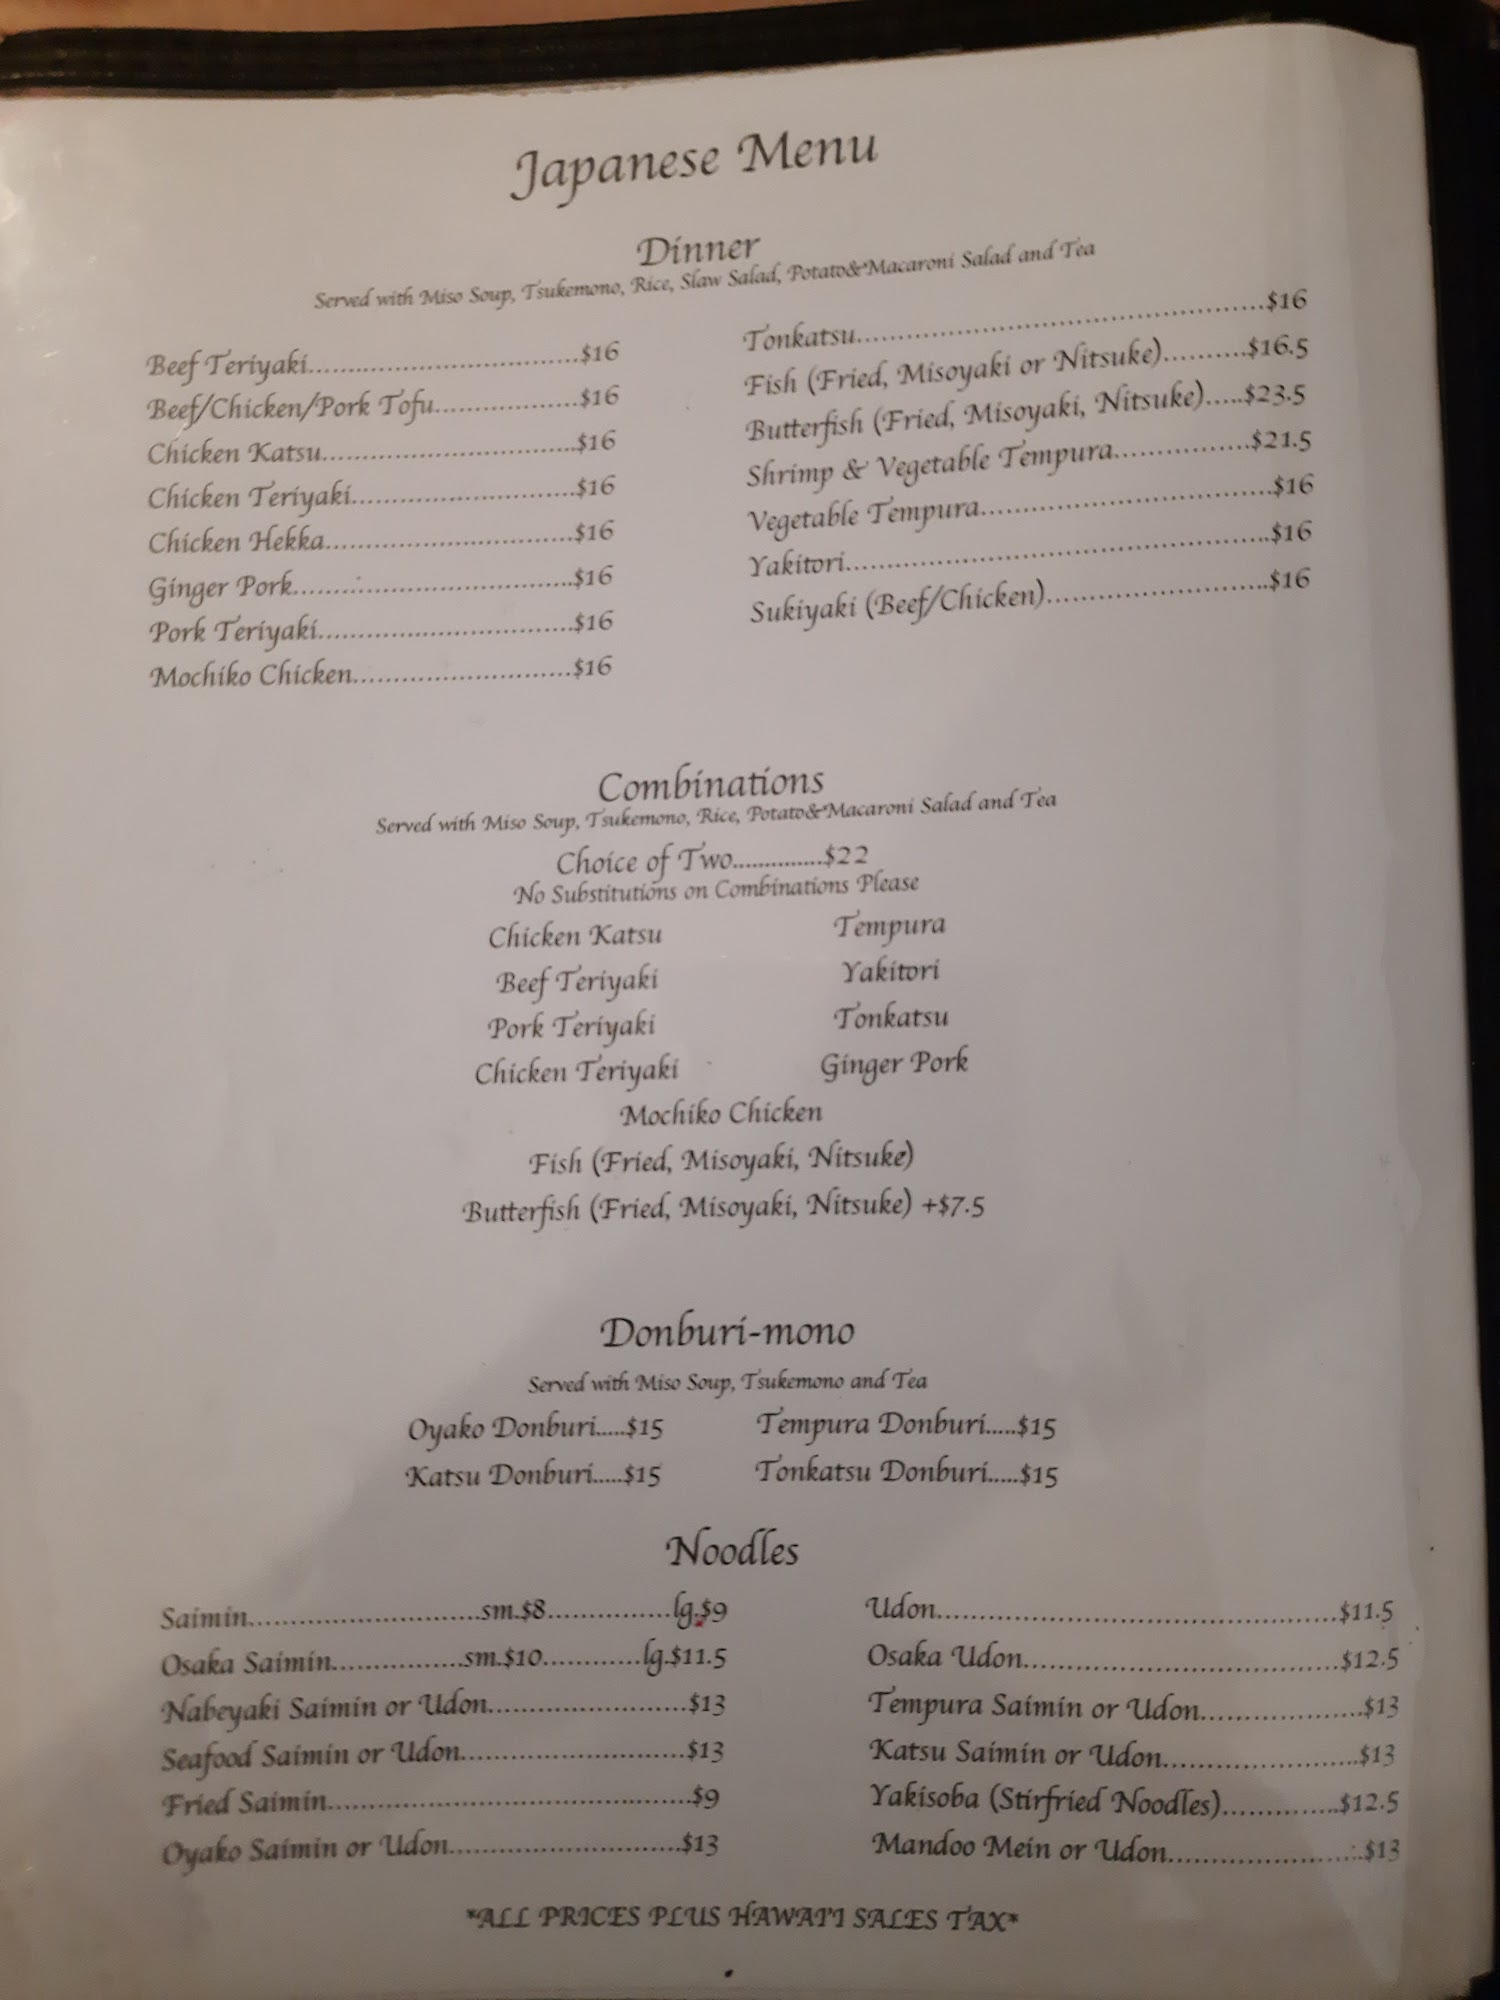 Japanese Menu
Dinner
Served with Miso Soup, Tsukemono, Rice, Slaw Salad, Potato&Macaroni Salad and Tea
Beef Teriyaki..................................$16
Beef/Chicken/Pork Tofu..................$16
Chicken Katsu...............................$16
Chicken Teriyaki............................$16
Chicken Hekka...............................$16
Ginger Pork...................................$16
Pork Teriyaki................................$16
Mochiko Chicken...........................$16
Tonkatsu..................................................$16
Fish (Fried, Misoyaki or Nitsuke)..........$16.5
Butterfish (Fried, Misoyaki, Nitsuke).....$23.5
Shrimp & Vegetable Tempura.................$21.5
Vegetable Tempura....................................$16
Yakitori....................................................$16
Sukiyaki (Beef/Chicken)...........................$16
Combinations
Served with Miso Soup, Tsukemono, Rice, Potato&Macaroni Salad and Tea
Choice of Two...............$22
No Substitutions on Combinations Please
Chicken Katsu Tempura
Beef Teriyaki Yakitori
Pork Teriyaki Tonkatsu
Chicken Teriyaki Ginger Pork
Mochiko Chicken
Fish (Fried, Misoyaki, Nitsuke)
Butterfish (Fried, Misoyaki, Nitsuke) +$7.5
Donburi-mono
Served with Miso Soup, Tsukemono and Tea
Oyako Donburi.....$15 Tempura Donburi.....$15
Katsu Donburi.....$15 Tonkatsu Donburi.....$15
Noodles
Saimin.............................sm.$8...............lg.$9
Osaka Saimin................sm.$10............lg.$11.5
Nabeyaki Saimin or Udon........................$13
Seafood Saimin or Udon...........................$13
Fried Saimin............................................$9
Oyako Saimin or Udon............................$13
Udon.................................................$11.5
Osaka Udon.......................................$12.5
Tempura Saimin or Udon....................$13
Katsu Saimin or Udon........................$13
Yakisoba (Stirfried Noodles)..............$12.5
Mandoo Mein or Udon........................$13
*ALL PRICES PLUS HAWAI'I SALES TAX*